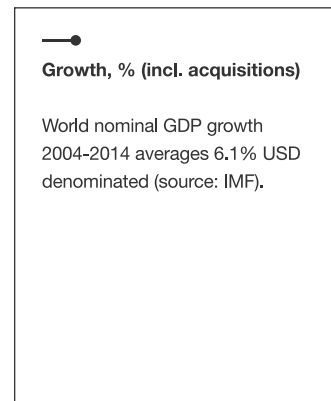 Growth, % (incl. acquisitions)
World nominal GDP growth
2004-2014 averages 6.1% USD
denominated (source: IMF).